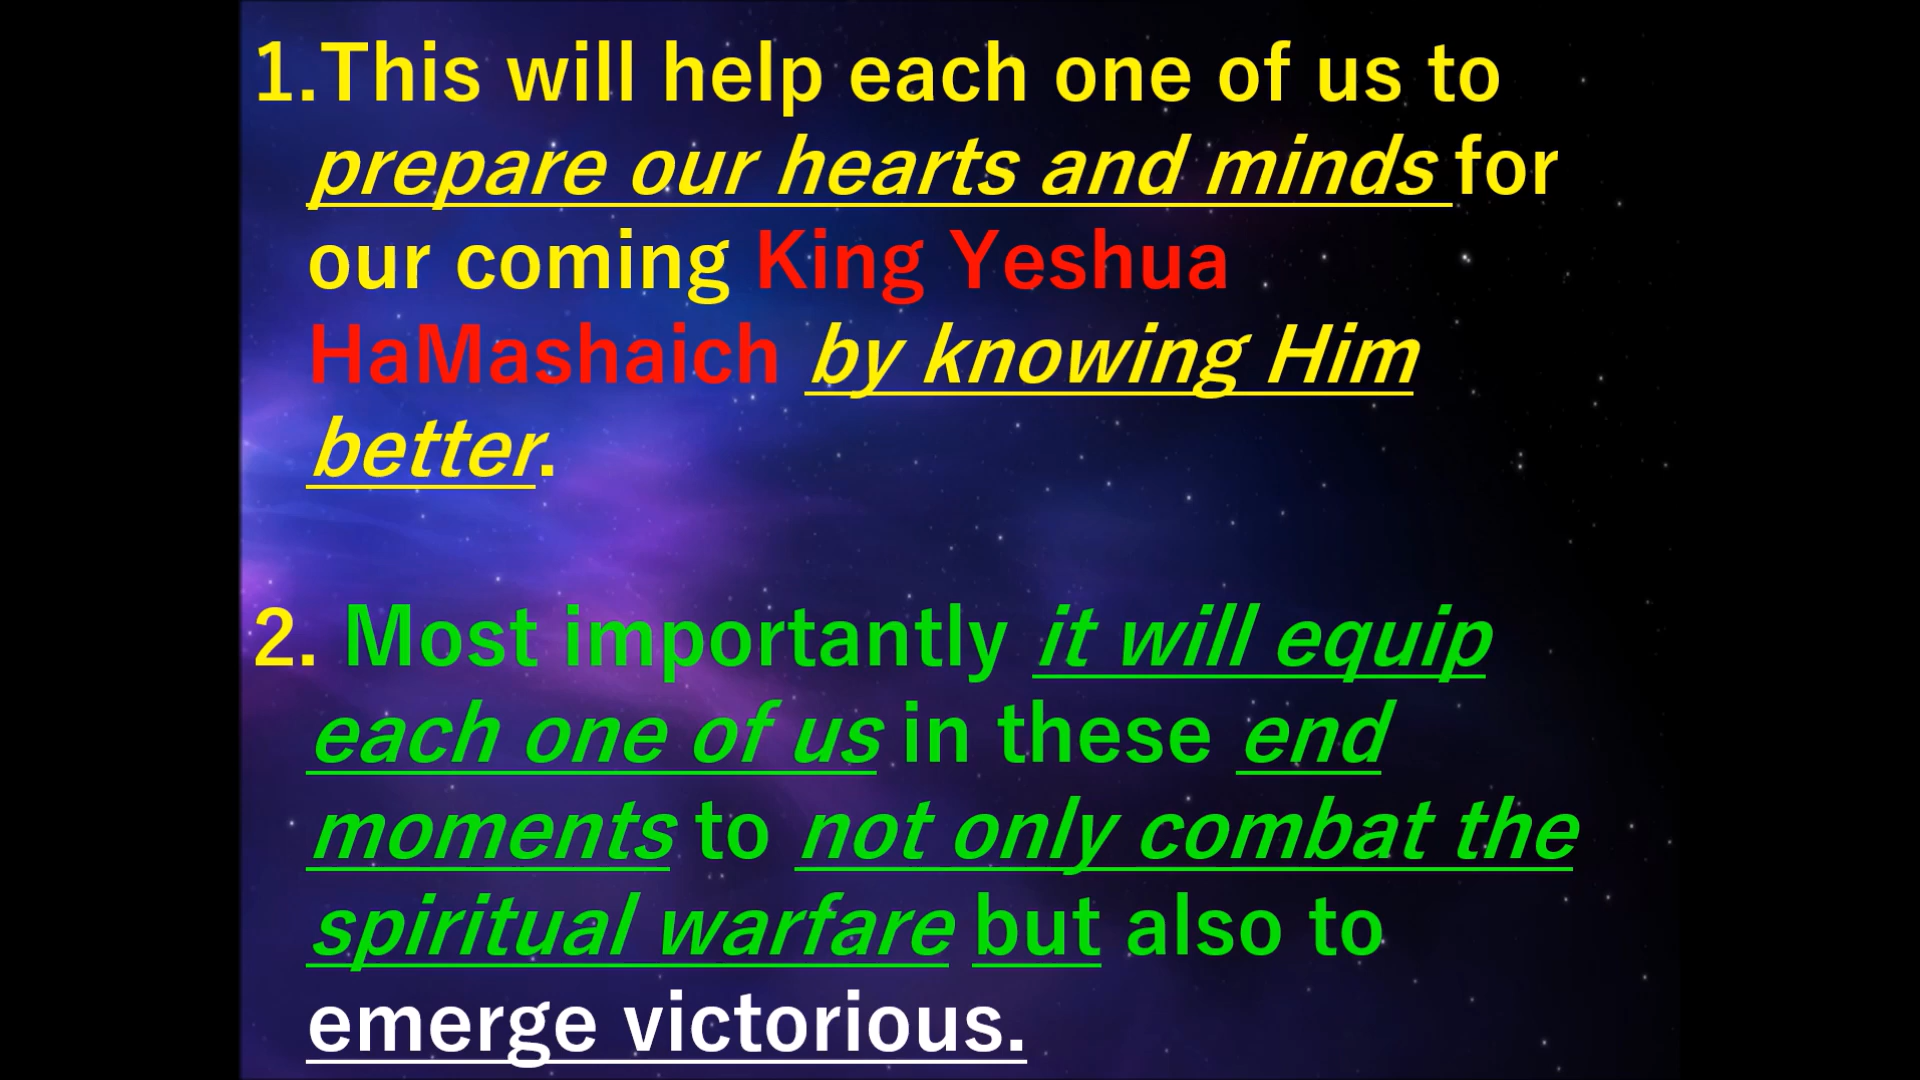 1.This will help each one of us to
prepare our hearts and minds for
our coming King Yeshua
HaMashaich by knowing Him
better.
2. Most importantly it will equip
each one of us in these end
moments to not only combat the
spiritual warfare but also to
emerge victorious.